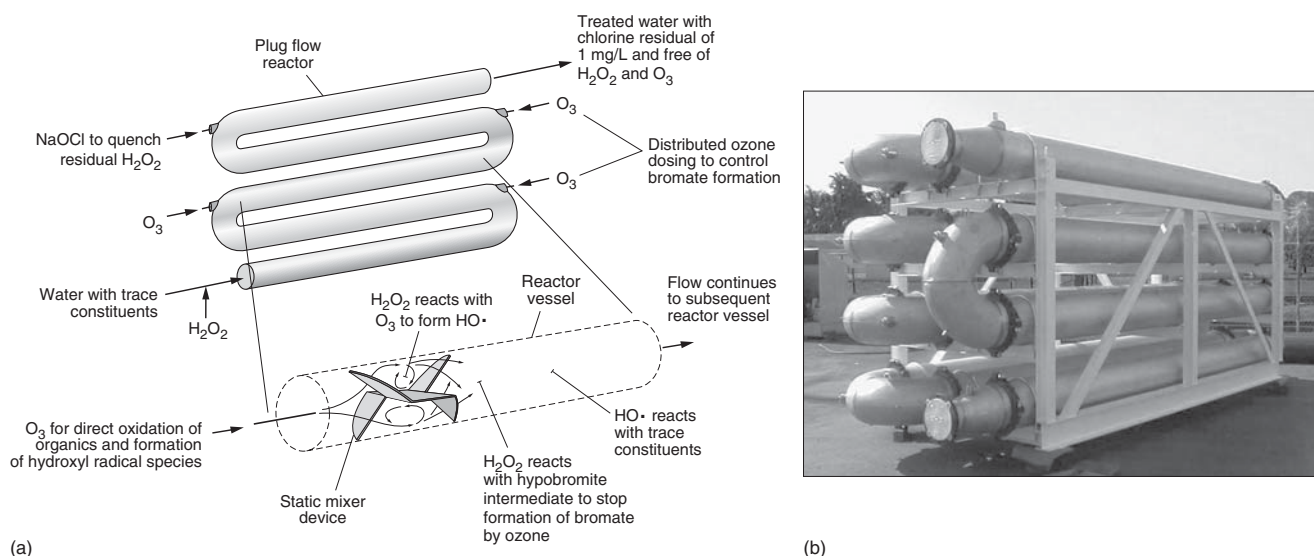 Plug flow
reactor
Treated water with
chlorine residual of
1 mg/L and free of
H₂O₂ and O₃
NaOCl to quench
residual H₂O₂
O₃
Distributed ozone
dosing to control
bromate formation
O₃
O₃
Water with trace
constituents
H₂O₂
H₂O₂ reacts with
O₃ to form HO·
Reactor
vessel
Flow continues
to subsequent
reactor vessel
O₃ for direct oxidation of
organics and formation
of hydroxyl radical species
Static mixer
device
H₂O₂ reacts
with hypobromite
intermediate to stop
formation of bromate
by ozone
HO· reacts
with trace
constituents
(a)
(b)